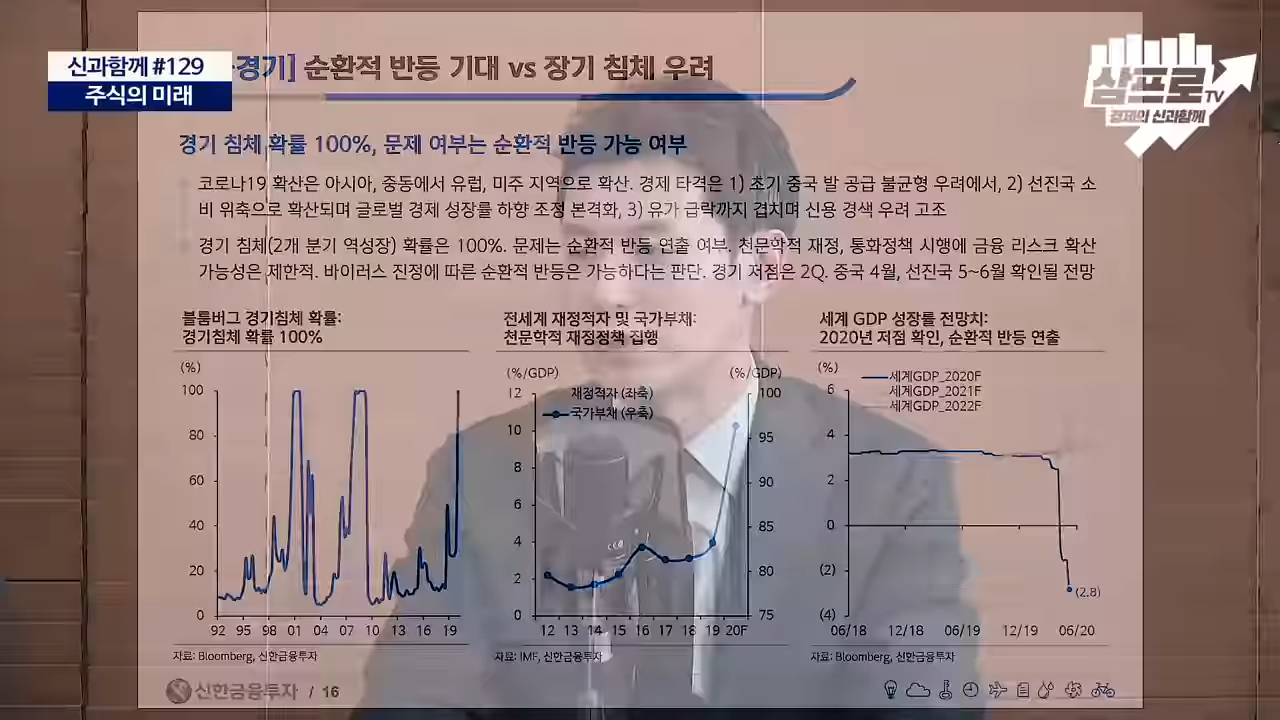 신과함께 #129
주식의 미래
삼프로TV
경제의 신과함께
경기] 순환적 반등 기대 vs 장기 침체 우려
경기 침체 확률 100%, 문제 여부는 순환적 반등 가능 여부
코로나19 확산은 아시아, 중동에서 유럽, 미주 지역으로 확산. 경제 타격은 1) 초기 중국 발 공급 불균형 우려에서, 2) 선진국 소
비 위축으로 확산되며 글로벌 경제 성장률 하향 조정 본격화, 3) 유가 급락까지 겹치며 신용 경색 우려 고조
경기 침체(2개 분기 역성장) 확률은 100%. 문제는 순환적 반등 연출 여부. 천문학적 재정, 통화정책 시행에 금융 리스크 확산
가능성은 제한적. 바이러스 진정에 따른 순환적 반등은 가능하다는 판단. 경기 저점은 2Q. 중국 4월, 선진국 5~6월 확인될 전망
블룸버그 경기침체 확률:
경기침체 확률 100%
(%)
100
80
60
40
20
0
92 95 98 01 04 07 10 13 16 19
자료: Bloomberg, 신한금융투자
전세계 재정적자 및 국가부채:
천문학적 재정정책 집행
(%/GDP) (%/GDP)
재정적자 (좌축)
국가부채 (우축)
12
10
8
6
4
2
0
100
95
90
85
80
75
12 13 14 15 16 17 18 19 20F
자료: IMF, 신한금융투자
세계 GDP 성장률 전망치:
2020년 저점 확인, 순환적 반등 연출
(%)
세계GDP_2020F
세계GDP_2021F
세계GDP_2022F
6
4
2
0
(2)
(4)
(2.8)
06/18 12/18 06/19 12/19 06/20
자료: Bloomberg, 신한금융투자
신한금융투자 / 16